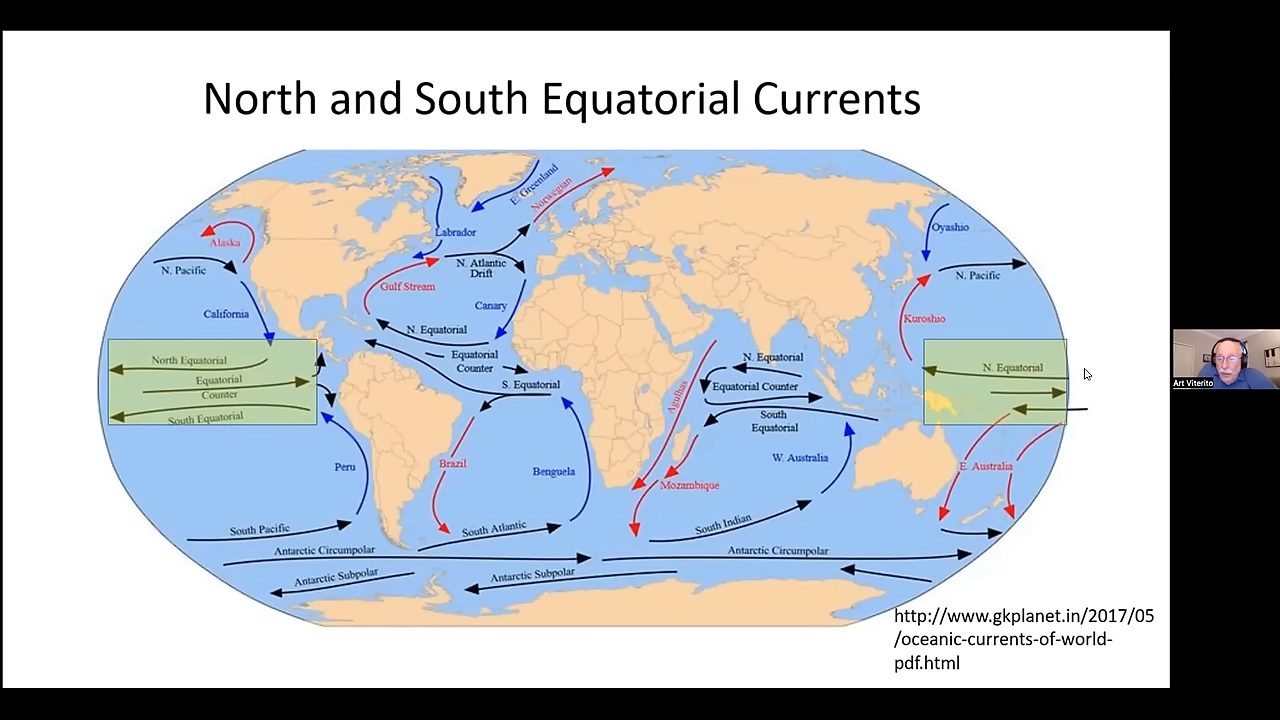 North and South Equatorial Currents
E. Greenland
Norwegian
Labrador
Oyashio
Alaska
N. Pacific
N. Atlantic
Drift
N. Pacific
Gulf Stream
Canary
California
Kuroshio
N. Equatorial
North Equatorial
Equatorial
Counter
N. Equatorial
N. Equatorial
Equatorial
Counter
S. Equatorial
Agulhas
Equatorial Counter
South Equatorial
South
Equatorial
Art Viterito
Peru
Brazil
Benguela
W. Australia
E. Australia
Mozambique
South Pacific
South Atlantic
South Indian
Antarctic Circumpolar
Antarctic Circumpolar
Antarctic Subpolar
Antarctic Subpolar
http://www.gkplanet.in/2017/05
/oceanic-currents-of-world-
pdf.html